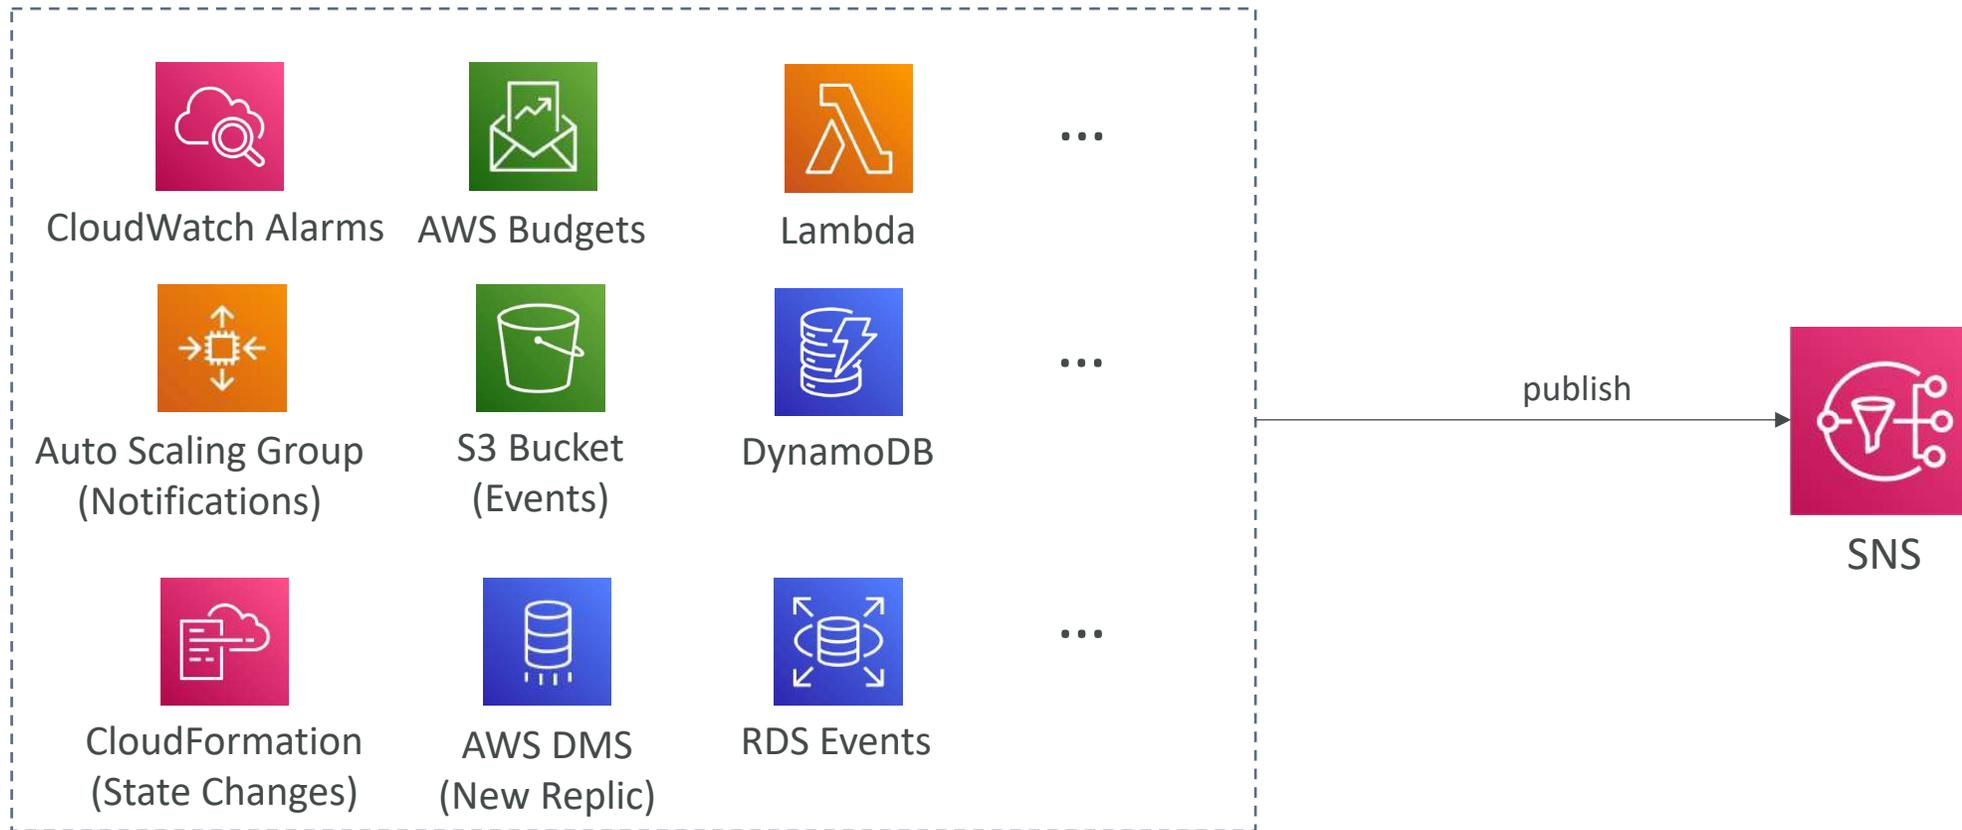 CloudWatch Alarms
AWS Budgets
Lambda
...
Auto Scaling Group
(Notifications)
S3 Bucket
(Events)
DynamoDB
...
publish
SNS
CloudFormation
(State Changes)
AWS DMS
(New Replic)
RDS Events
...